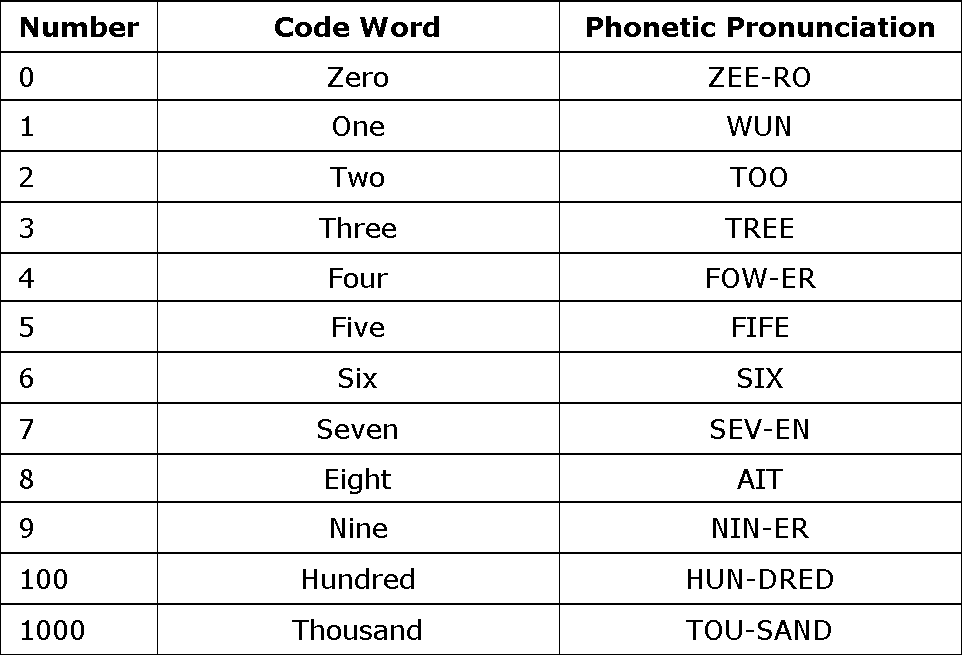 Number Code Word Phonetic Pronunciation
0 Zero ZEE-RO
1 One WUN
2 Two TOO
3 Three TREE
4 Four FOW-ER
5 Five FIFE
6 Six SIX
7 Seven SEV-EN
8 Eight AIT
9 Nine NIN-ER
100 Hundred HUN-DRED
1000 Thousand TOU-SAND